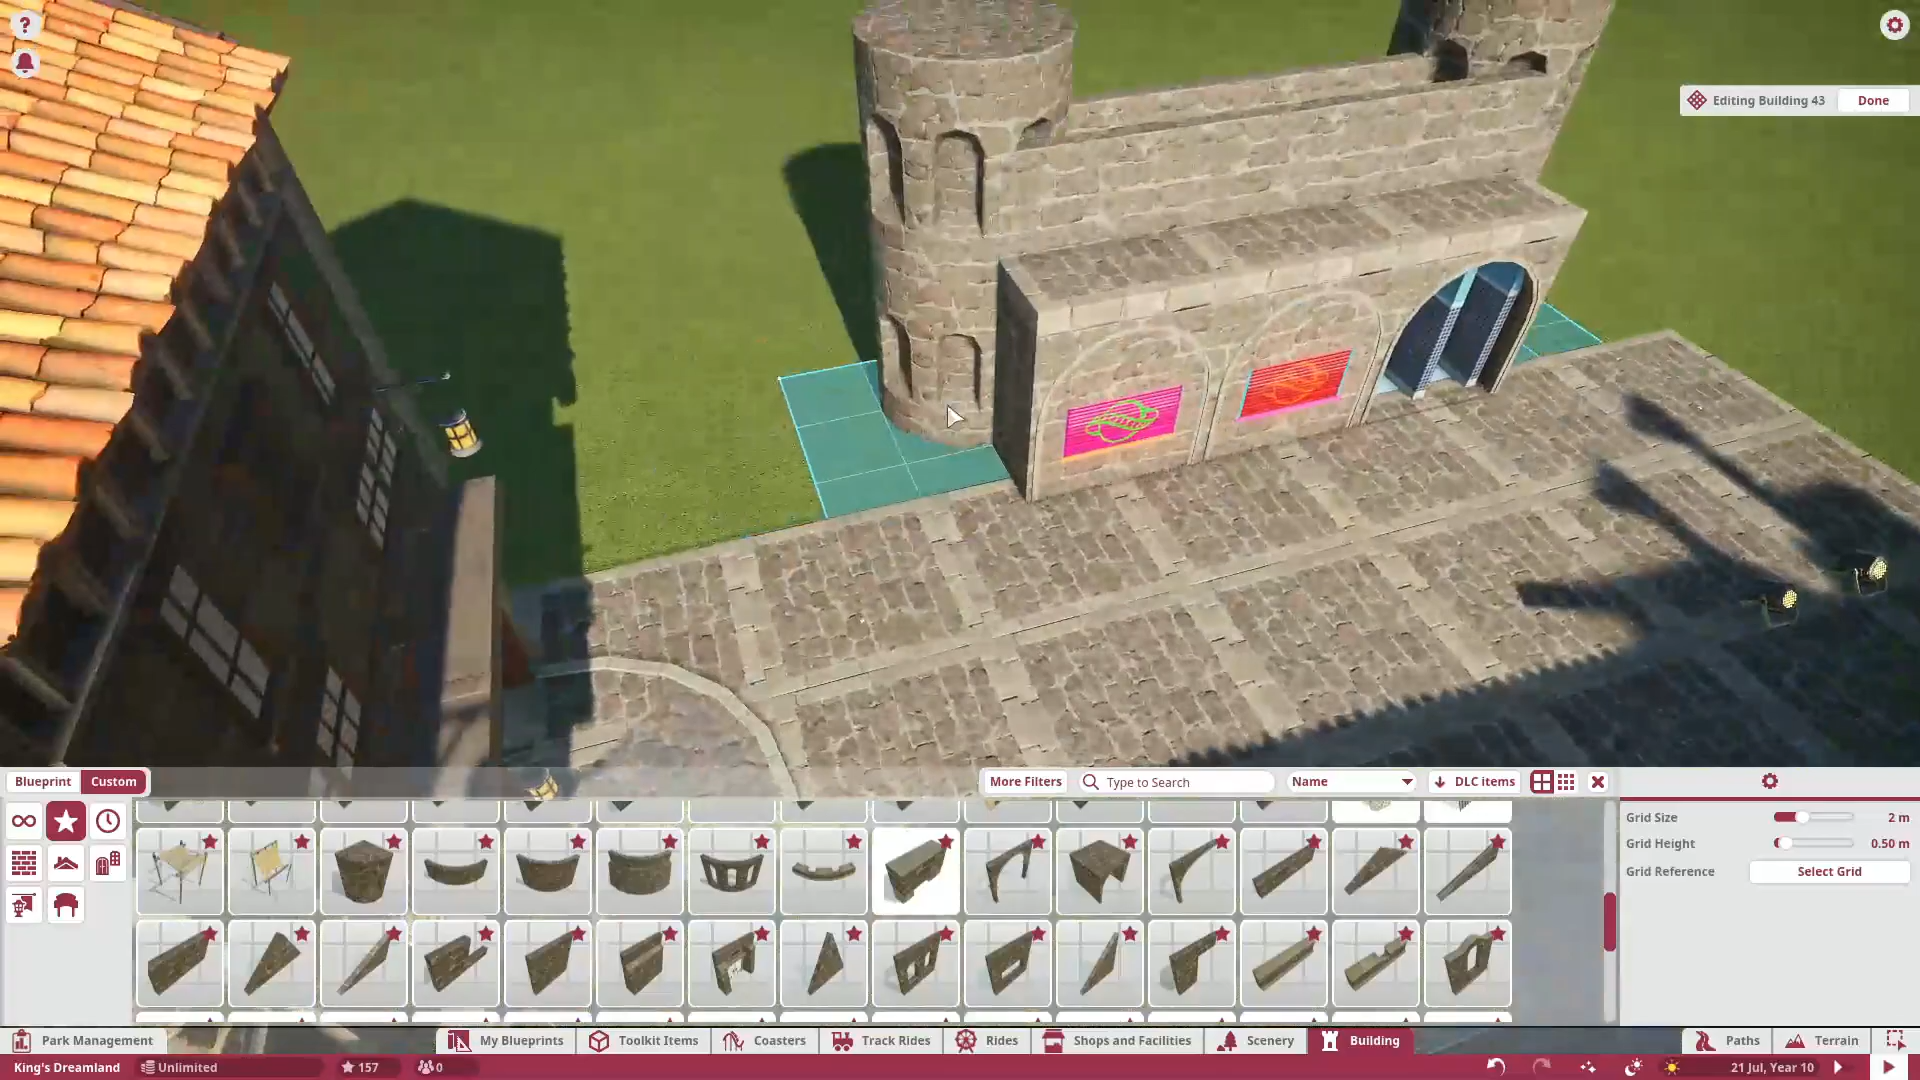 ?
Editing Building 43
Done
Blueprint
Custom
More Filters
Type to Search
Name
DLC items
Grid Size
2 m
Grid Height
0.50 m
Grid Reference
Select Grid
Park Management
My Blueprints
Toolkit Items
Coasters
Track Rides
Rides
Shops and Facilities
Scenery
Building
Paths
Terrain
King's Dreamland
Unlimited
157
0
21 Jul, Year 10